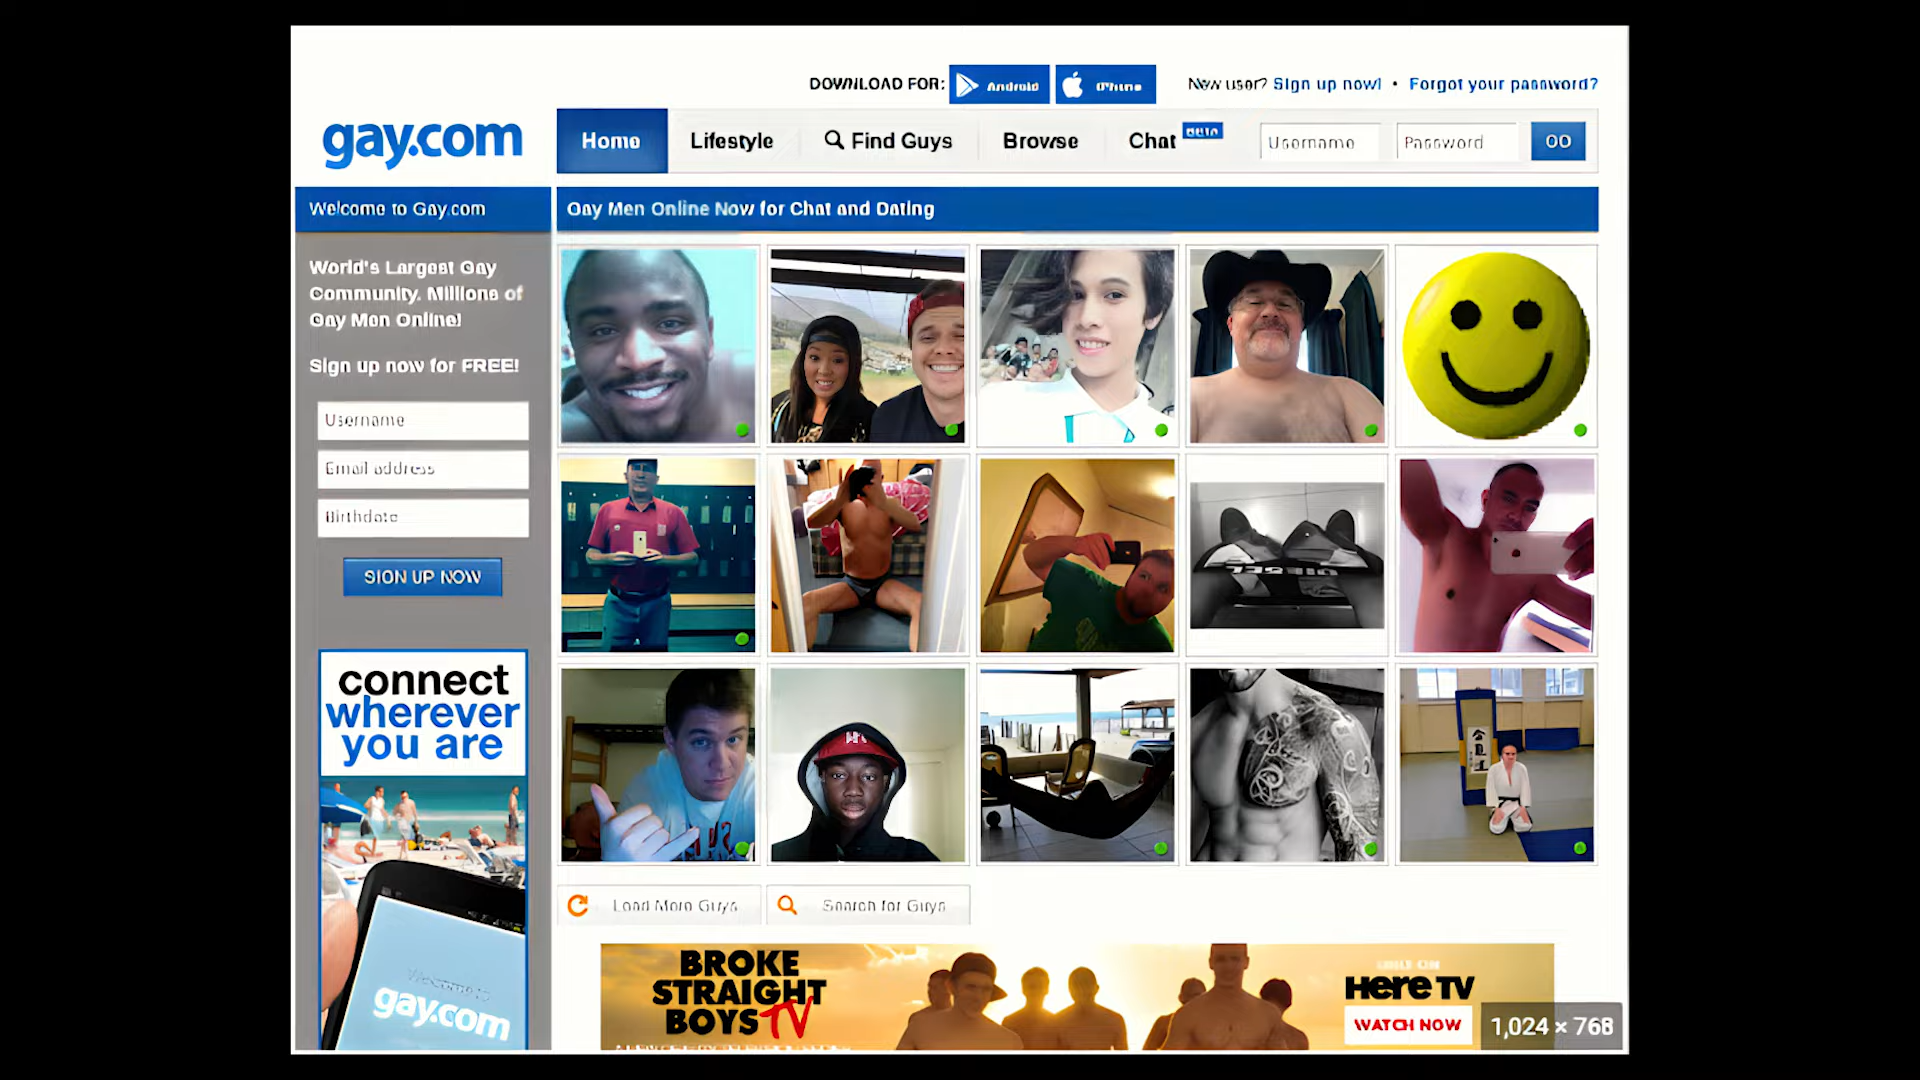 DOWNLOAD FOR: Android iPhone New user? Sign up now! • Forgot your password?
gay.com
Home Lifestyle Find Guys Browse Chat BETA Username Password GO
Welcome to Gay.com
Gay Men Online Now for Chat and Dating
World's Largest Gay
Community. Millions of
Gay Men Online!
Sign up now for FREE!
Username
Email address
Birthdate
SIGN UP NOW
DIESEL
connect
wherever
you are
Welcome to
gay.com
Load More Guys Search for Guys
BROKE
STRAIGHT
BOYS TV
HERE TV
WATCH NOW
1,024 × 768